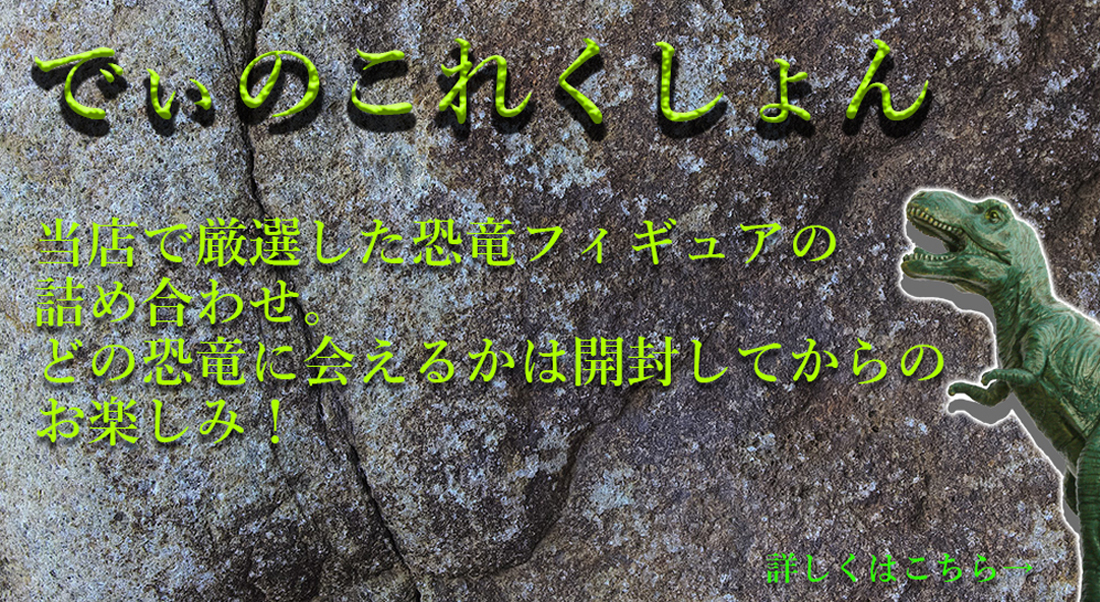 でぃのこれくしょん
当店で厳選した恐竜フィギュアの
詰め合わせ。
どの恐竜に会えるかは開封してからの
お楽しみ！
詳しくはこちら→